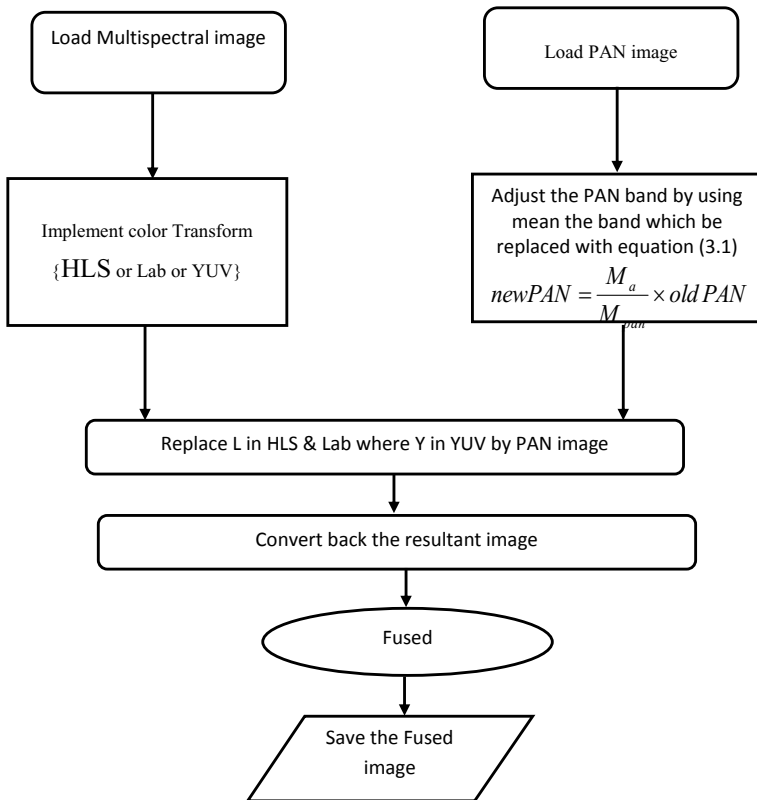 Load Multispectral image
Load PAN image
Implement color Transform
{HLS or Lab or YUV}
Adjust the PAN band by using
mean the band which be
replaced with equation (3.1)
newPAN = M_a / M_pan × old PAN
Replace L in HLS & Lab where Y in YUV by PAN image
Convert back the resultant image
Fused
Save the Fused
image